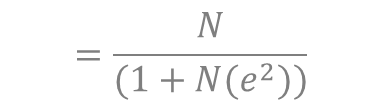 = N / (1 + N(e²))